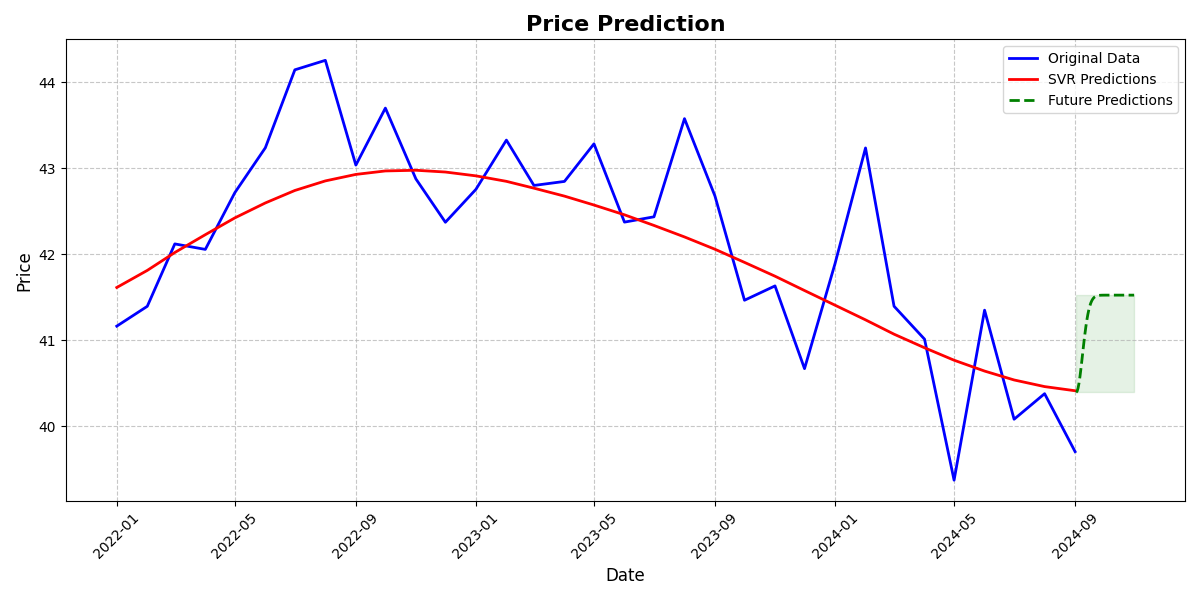 Price Prediction
Original Data
SVR Predictions
Future Predictions
Price
44
43
42
41
40
2022-01
2022-05
2022-09
2023-01
2023-05
2023-09
2024-01
2024-05
2024-09
Date